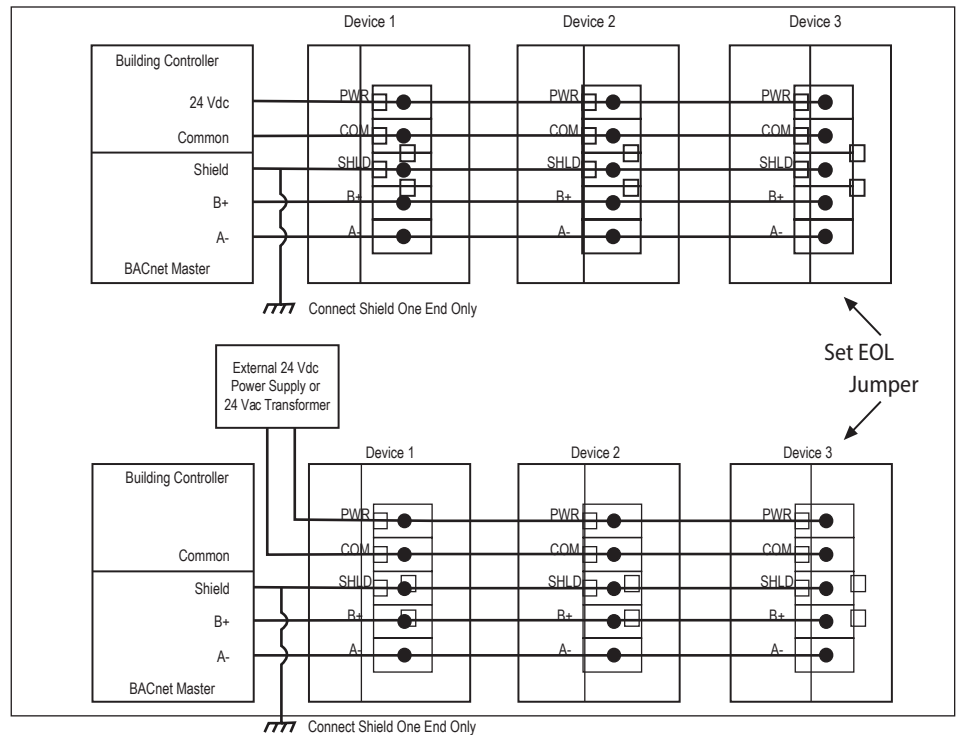 Device 1
Device 2
Device 3
Building Controller
24 Vdc
PWR
PWR
PWR
Common
COM
COM
COM
Shield
SHLD
SHLD
SHLD
B+
B+
B+
B+
A-
A-
A-
A-
BACnet Master
Connect Shield One End Only
Set EOL
Jumper
External 24 Vdc
Power Supply or
24 Vac Transformer
Device 1
Device 2
Device 3
Building Controller
PWR
PWR
PWR
Common
COM
COM
COM
Shield
SHLD
SHLD
SHLD
B+
B+
B+
B+
A-
A-
A-
A-
BACnet Master
Connect Shield One End Only